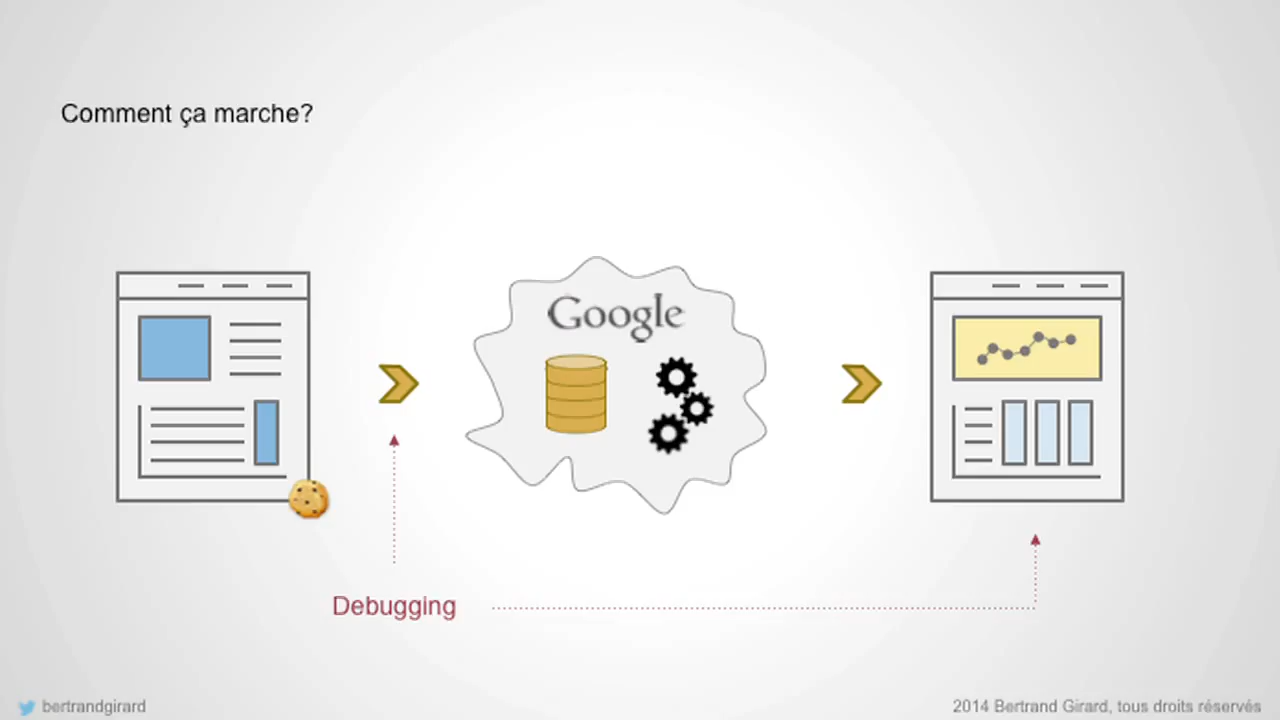 Comment ça marche?
Google
Debugging
bertrandgirard
2014 Bertrand Girard, tous droits réservés